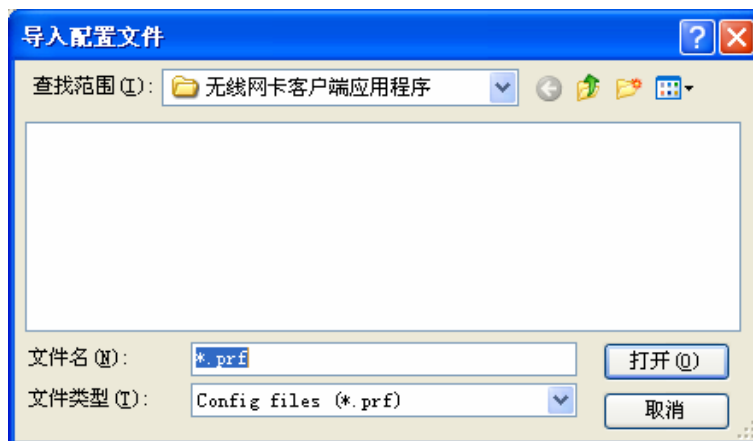 导入配置文件
查找范围(I): 无线网卡客户端应用程序
文件名(N): *.prf 打开(O)
文件类型(T): Config files (*.prf) 取消